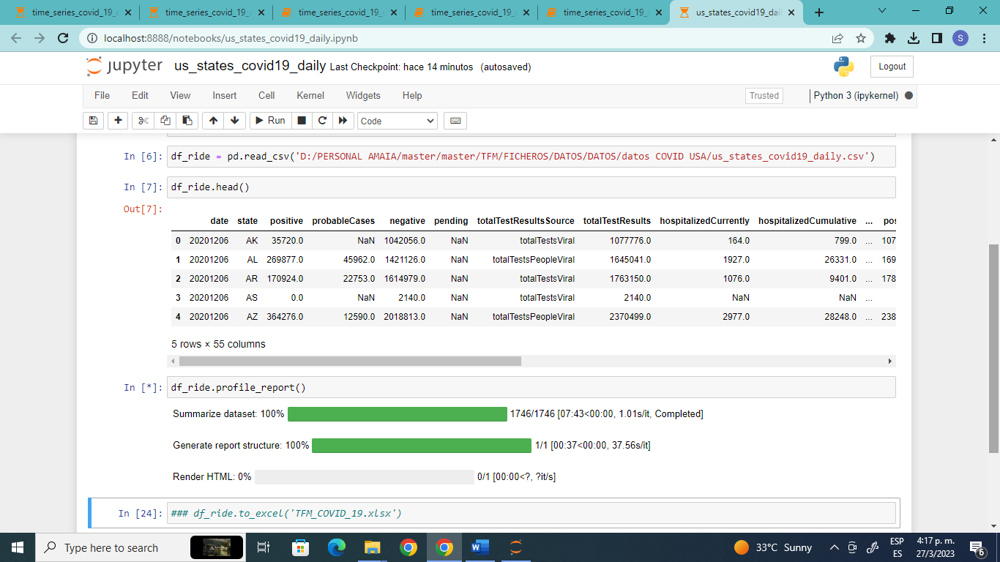 time_series_covid_19_
time_series_covid_19_
time_series_covid_19_
time_series_covid_19_
time_series_covid_19_
us_states_covid19_dai
localhost:8888/notebooks/us_states_covid19_daily.ipynb
S
jupyter us_states_covid19_daily Last Checkpoint: hace 14 minutos (autosaved)
Logout
File Edit View Insert Cell Kernel Widgets Help
Trusted
Python 3 (ipykernel)
Run
Code
In [6]: df_ride = pd.read_csv('D:/PERSONAL AMAIA/master/master/TFM/FICHEROS/DATOS/DATOS/datos COVID USA/us_states_covid19_daily.csv')
In [7]: df_ride.head()
Out[7]:
date state positive probableCases negative pending totalTestResultsSource totalTestResults hospitalizedCurrently hospitalizedCumulative ... pos
0 20201206 AK 35720.0 NaN 1042056.0 NaN totalTestsViral 1077776.0 164.0 799.0 ... 107
1 20201206 AL 269877.0 45962.0 1421126.0 NaN totalTestsPeopleViral 1645041.0 1927.0 26331.0 ... 169
2 20201206 AR 170924.0 22753.0 1614979.0 NaN totalTestsViral 1763150.0 1076.0 9401.0 ... 178
3 20201206 AS 0.0 NaN 2140.0 NaN totalTestsViral 2140.0 NaN NaN ...
4 20201206 AZ 364276.0 12590.0 2018813.0 NaN totalTestsPeopleViral 2370499.0 2977.0 28248.0 ... 238
5 rows × 55 columns
In [*]: df_ride.profile_report()
Summarize dataset: 100% 1746/1746 [07:43<00:00, 1.01s/it, Completed]
Generate report structure: 100% 1/1 [00:37<00:00, 37.56s/it]
Render HTML: 0% 0/1 [00:00<?, ?it/s]
In [24]: ### df_ride.to_excel('TFM_COVID_19.xlsx')
Type here to search
33°C Sunny
ESP
ES
4:17 p. m.
27/3/2023
6